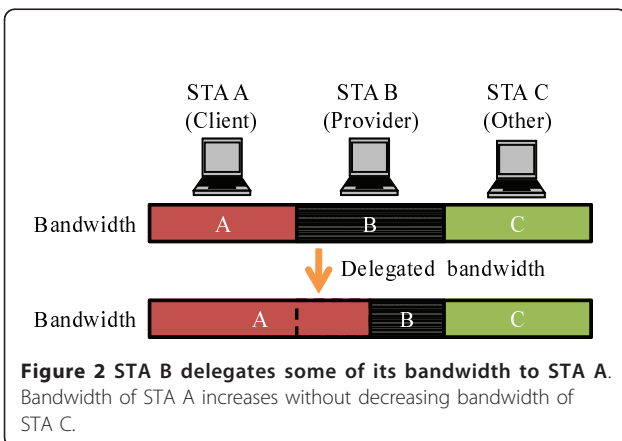 STA A STA B STA C
(Client) (Provider) (Other)
Bandwidth A B C
Delegated bandwidth
Bandwidth A B C
Figure 2 STA B delegates some of its bandwidth to STA A.
Bandwidth of STA A increases without decreasing bandwidth of
STA C.